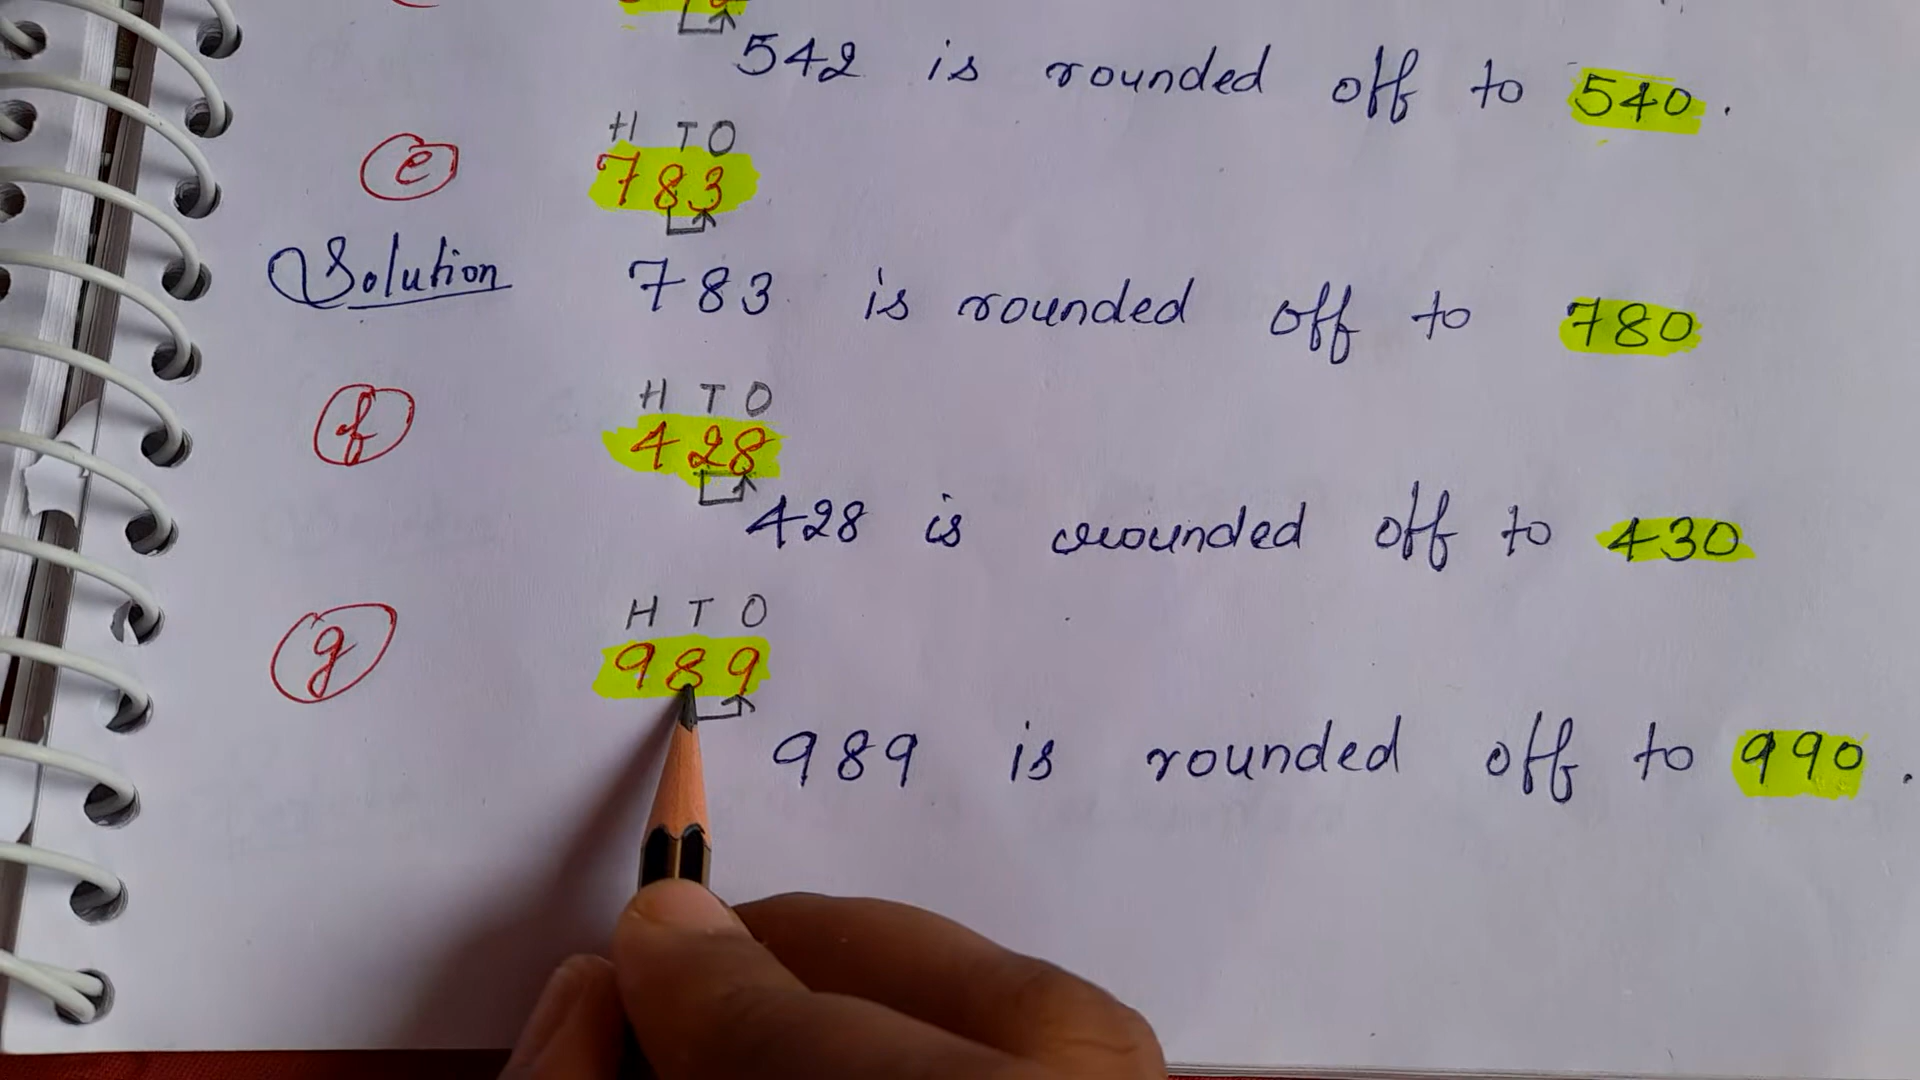 542 is rounded off to 540.
H T O
e 783
Solution 783 is rounded off to 780
H T O
f 428
428 is rounded off to 430
H T O
g 989
989 is rounded off to 990.